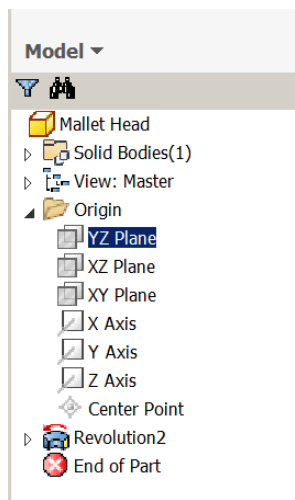 Model
Mallet Head
Solid Bodies(1)
View: Master
Origin
YZ Plane
XZ Plane
XY Plane
X Axis
Y Axis
Z Axis
Center Point
Revolution2
End of Part